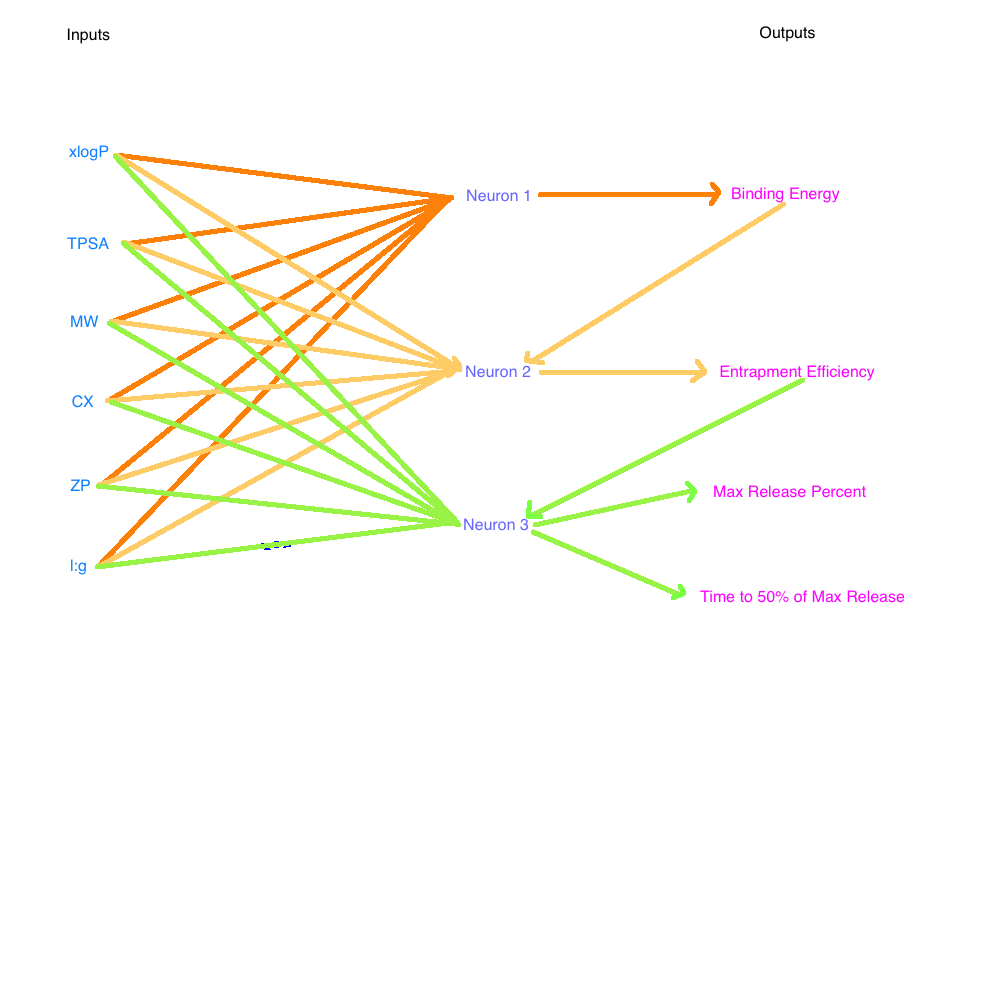 Inputs
Outputs
xlogP
Neuron 1
Binding Energy
TPSA
MW
Neuron 2
Entrapment Efficiency
CX
ZP
Max Release Percent
Neuron 3
l:g
Time to 50% of Max Release